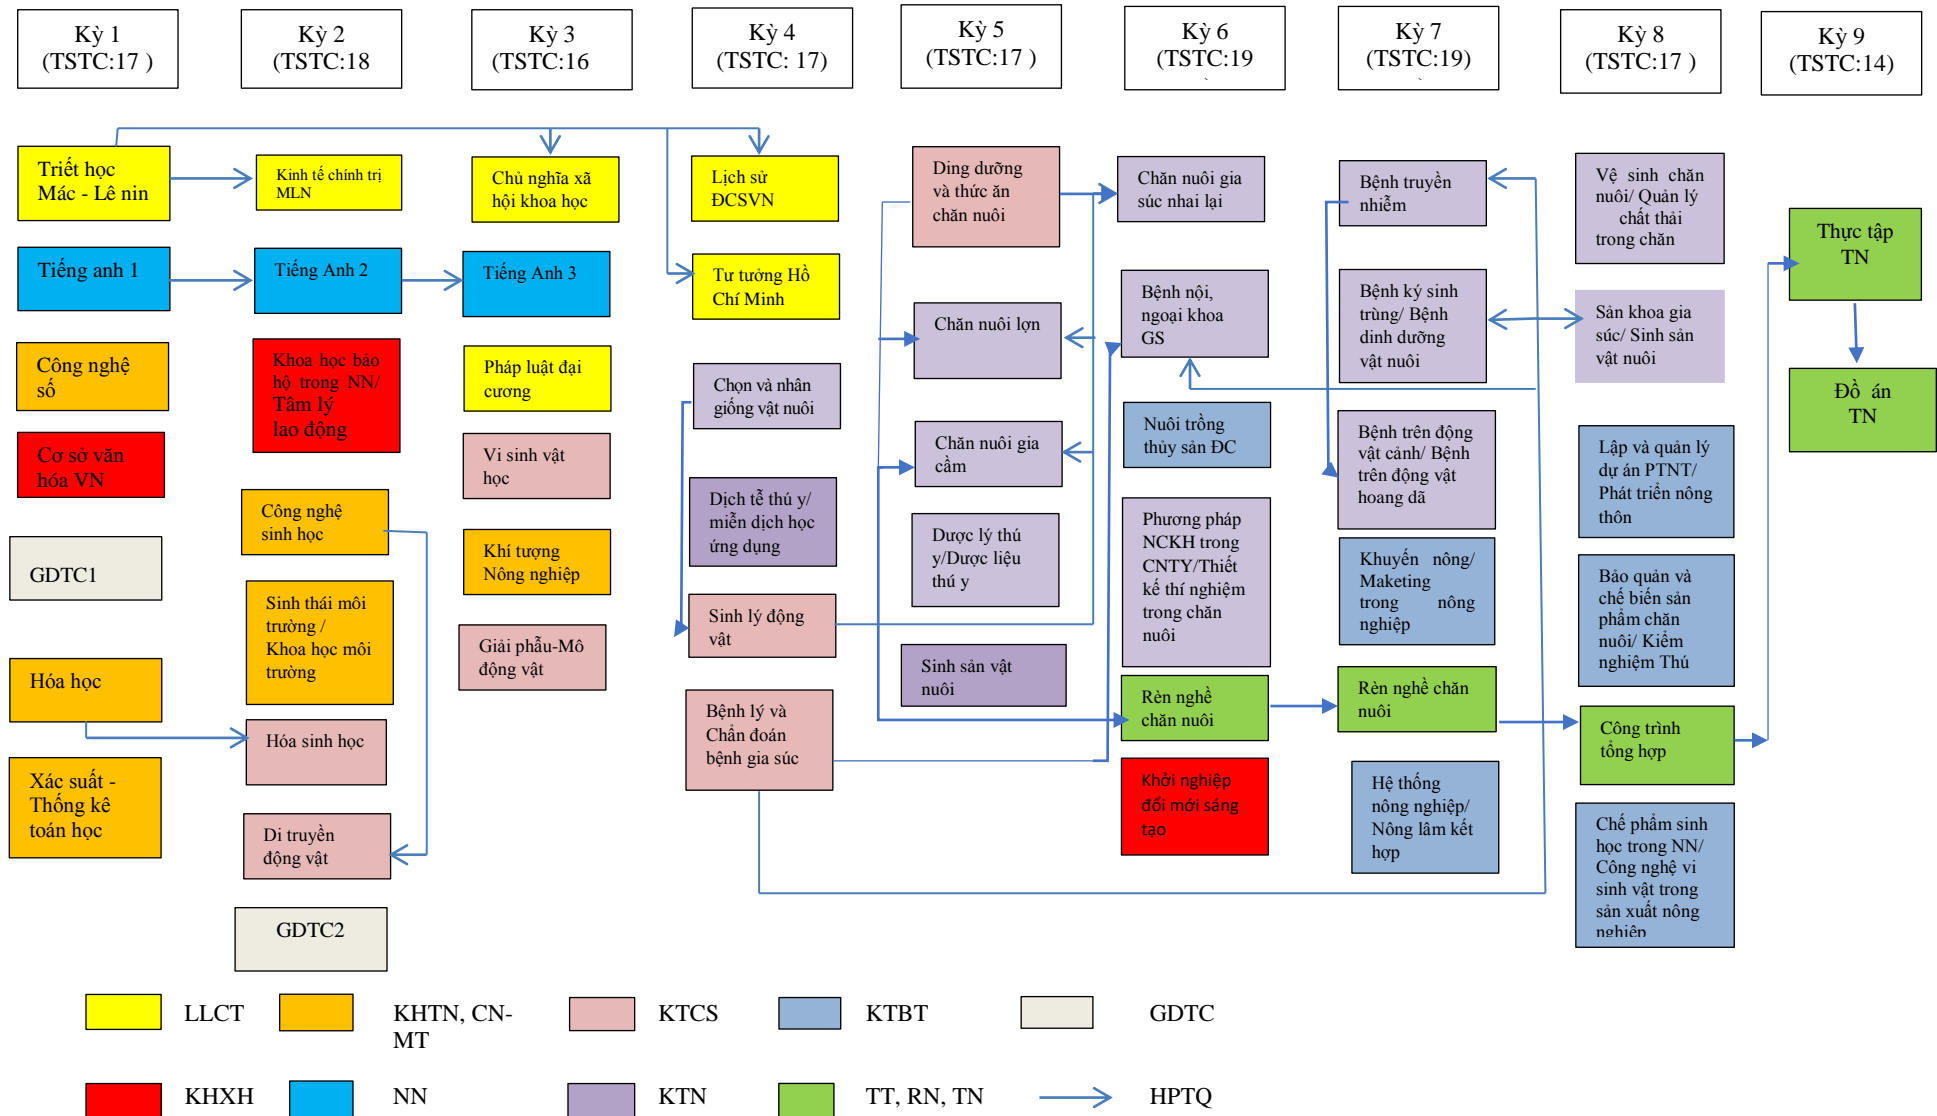 Kỳ 1
(TSTC:17 )
Kỳ 2
(TSTC:18
Kỳ 3
(TSTC:16
Kỳ 4
(TSTC: 17)
Kỳ 5
(TSTC:17 )
Kỳ 6
(TSTC:19
Kỳ 7
(TSTC:19)
Kỳ 8
(TSTC:17 )
Kỳ 9
(TSTC:14)
Triết học
Mác - Lê nin
Tiếng anh 1
Công nghệ
số
Cơ sở văn
hóa VN
GDTC1
Hóa học
Xác suất -
Thống kê
toán học
Kinh tế chính trị
MLN
Tiếng Anh 2
Khoa học bảo
hộ trong NN/
Tâm lý
lao động
Công nghệ
sinh học
Sinh thái môi
trường /
Khoa học môi
trường
Hóa sinh học
Di truyền
động vật
GDTC2
Chủ nghĩa xã
hội khoa học
Tiếng Anh 3
Pháp luật đại
cương
Vi sinh vật
học
Khí tượng
Nông nghiệp
Giải phẫu-Mô
động vật
Lịch sử
ĐCSVN
Tư tưởng Hồ
Chí Minh
Chọn và nhân
giống vật nuôi
Dịch tễ thú y/
miễn dịch học
ứng dụng
Sinh lý động
vật
Bệnh lý và
Chẩn đoán
bệnh gia súc
Ding dưỡng
và thức ăn
chăn nuôi
Chăn nuôi lợn
Chăn nuôi gia
cầm
Dược lý thú
y/Dược liệu
thú y
Sinh sản vật
nuôi
Chăn nuôi gia
súc nhai lại
Bệnh nội,
ngoại khoa
GS
Nuôi trồng
thủy sản ĐC
Phương pháp
NCKH trong
CNTY/Thiết
kế thí nghiệm
trong chăn
nuôi
Rèn nghề
chăn nuôi
Khởi nghiệp
đổi mới sáng
tạo
Bệnh truyền
nhiễm
Bệnh ký sinh
trùng/ Bệnh
dinh dưỡng
vật nuôi
Bệnh trên động
vật cảnh/ Bệnh
trên động vật
hoang dã
Khuyến nông/
Maketing
trong nông
nghiệp
Rèn nghề chăn
nuôi
Hệ thống
nông nghiệp/
Nông lâm kết
hợp
Vệ sinh chăn
nuôi/ Quản lý
chất thải
trong chăn
Sản khoa gia
súc/ Sinh sản
vật nuôi
Lập và quản lý
dự án PTNT/
Phát triển nông
thôn
Bảo quản và
chế biến sản
phẩm chăn
nuôi/ Kiểm
nghiệm Thú
Công trình
tổng hợp
Chế phẩm sinh
học trong NN/
Công nghệ vi
sinh vật trong
sản xuất nông
nghiệp
Thực tập
TN
Đồ án
TN
LLCT
KHTN, CN-
MT
KTCS
KTBT
GDTC
KHXH
NN
KTN
TT, RN, TN
HPTQ